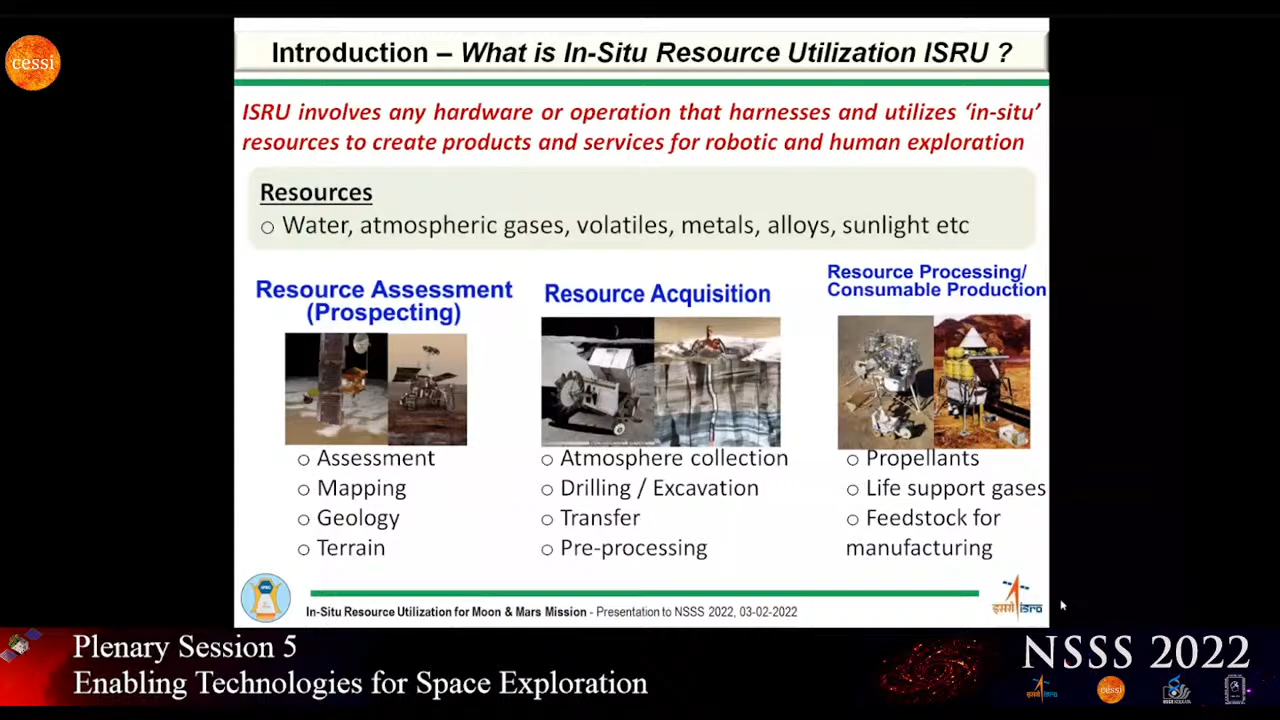 cessi
Introduction – What is In-Situ Resource Utilization ISRU ?
ISRU involves any hardware or operation that harnesses and utilizes ‘in-situ’
resources to create products and services for robotic and human exploration
Resources
○ Water, atmospheric gases, volatiles, metals, alloys, sunlight etc
Resource Assessment
(Prospecting)
○ Assessment
○ Mapping
○ Geology
○ Terrain
Resource Acquisition
○ Atmosphere collection
○ Drilling / Excavation
○ Transfer
○ Pre-processing
Resource Processing/
Consumable Production
○ Propellants
○ Life support gases
○ Feedstock for
manufacturing
In-Situ Resource Utilization for Moon & Mars Mission - Presentation to NSSS 2022, 03-02-2022
इसरो isro
Plenary Session 5
Enabling Technologies for Space Exploration
NSSS 2022
इसरो isro
cessi